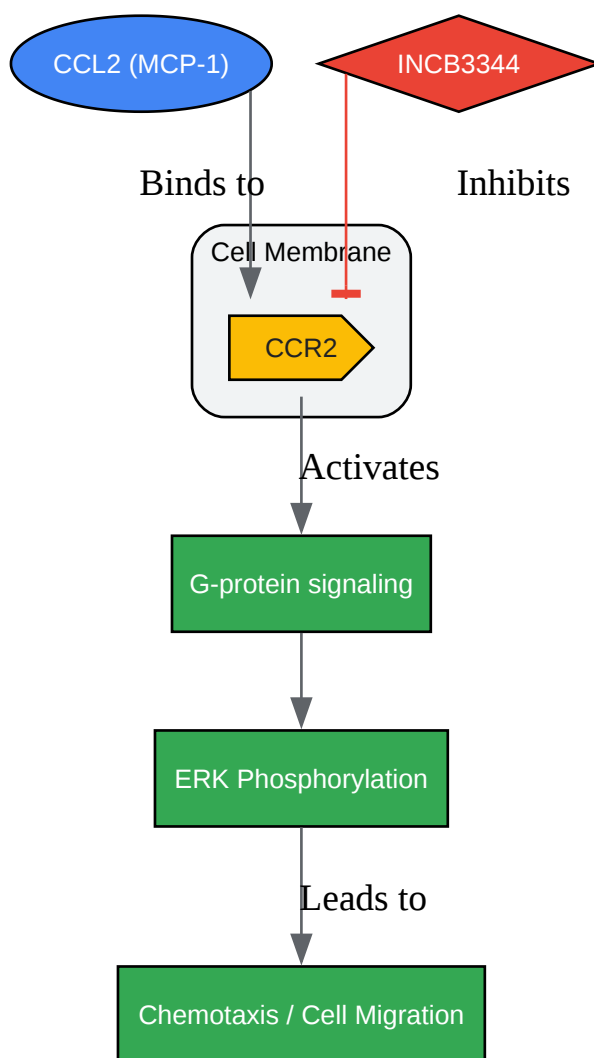 CCL2 (MCP-1)
INCB3344
Binds to
Inhibits
Cell Membrane
CCR2
Activates
G-protein signaling
ERK Phosphorylation
Leads to
Chemotaxis / Cell Migration